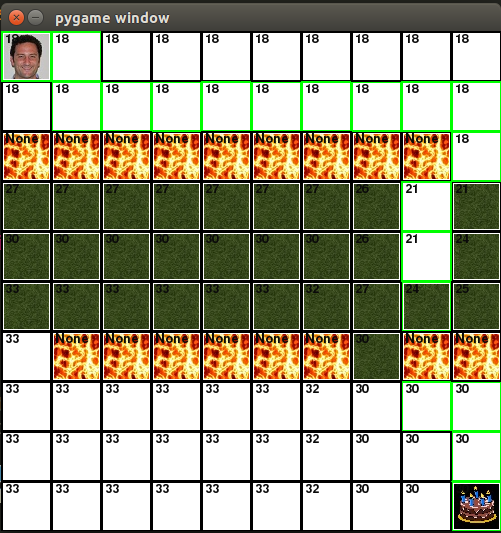 pygame window
18 18 18 18 18 18 18 18 18 18
18 18 18 18 18 18 18 18 18 18
None None None None None None None None None 18
27 27 27 27 27 27 27 26 21 21
30 30 30 30 30 30 30 26 21 24
33 33 33 33 33 33 32 27 24 25
33 None None None None None None 30 None None
33 33 33 33 33 33 32 30 30 30
33 33 33 33 33 33 32 30 30 30
33 33 33 33 33 33 32 30 30